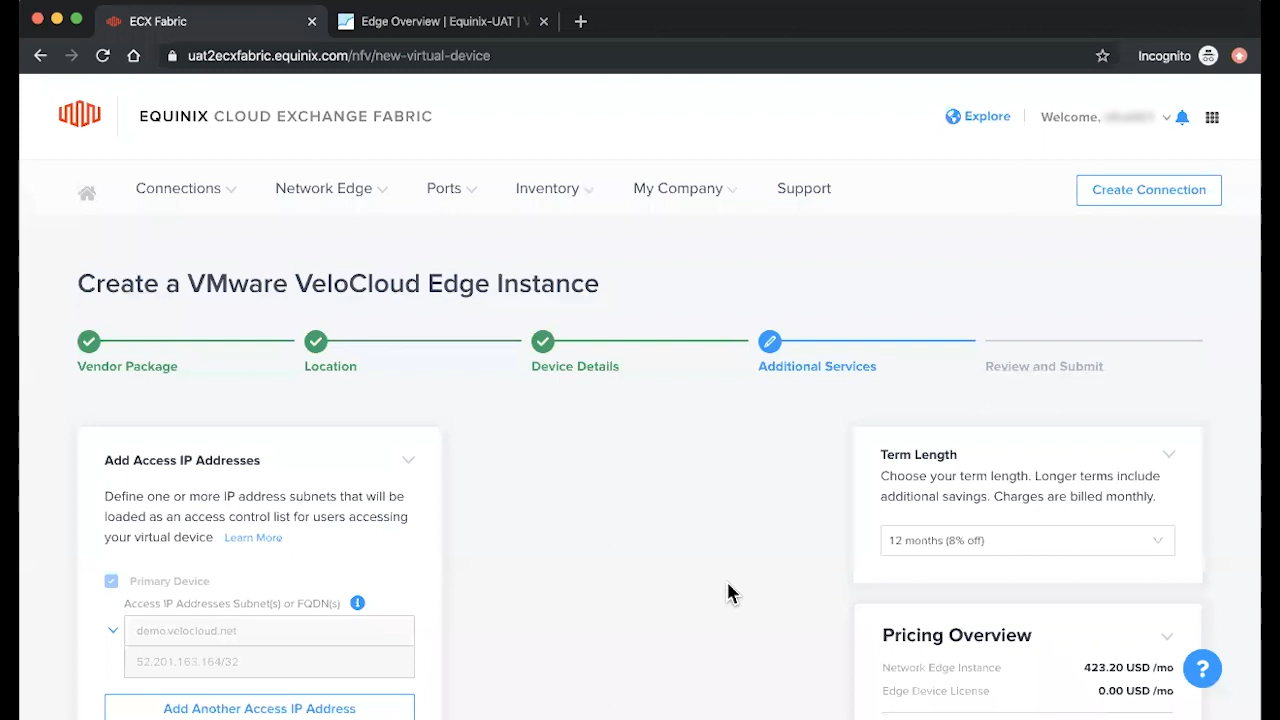 ECX Fabric
Edge Overview | Equinix-UAT |
uat2ecxfabric.equinix.com/nfv/new-virtual-device
Incognito
EQUINIX CLOUD EXCHANGE FABRIC
Explore
Welcome,
Connections
Network Edge
Ports
Inventory
My Company
Support
Create Connection
Create a VMware VeloCloud Edge Instance
Vendor Package
Location
Device Details
Additional Services
Review and Submit
Add Access IP Addresses
Define one or more IP address subnets that will be
loaded as an access control list for users accessing
your virtual device Learn More
Primary Device
Access IP Addresses Subnet(s) or FQDN(s)
demo.velocloud.net
52.201.163.164/32
Add Another Access IP Address
Term Length
Choose your term length. Longer terms include
additional savings. Charges are billed monthly.
12 months (8% off)
Pricing Overview
Network Edge Instance 423.20 USD /mo
Edge Device License 0.00 USD /mo
?